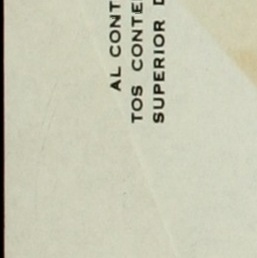 AL CONT
TOS CONTE
SUPERIOR D